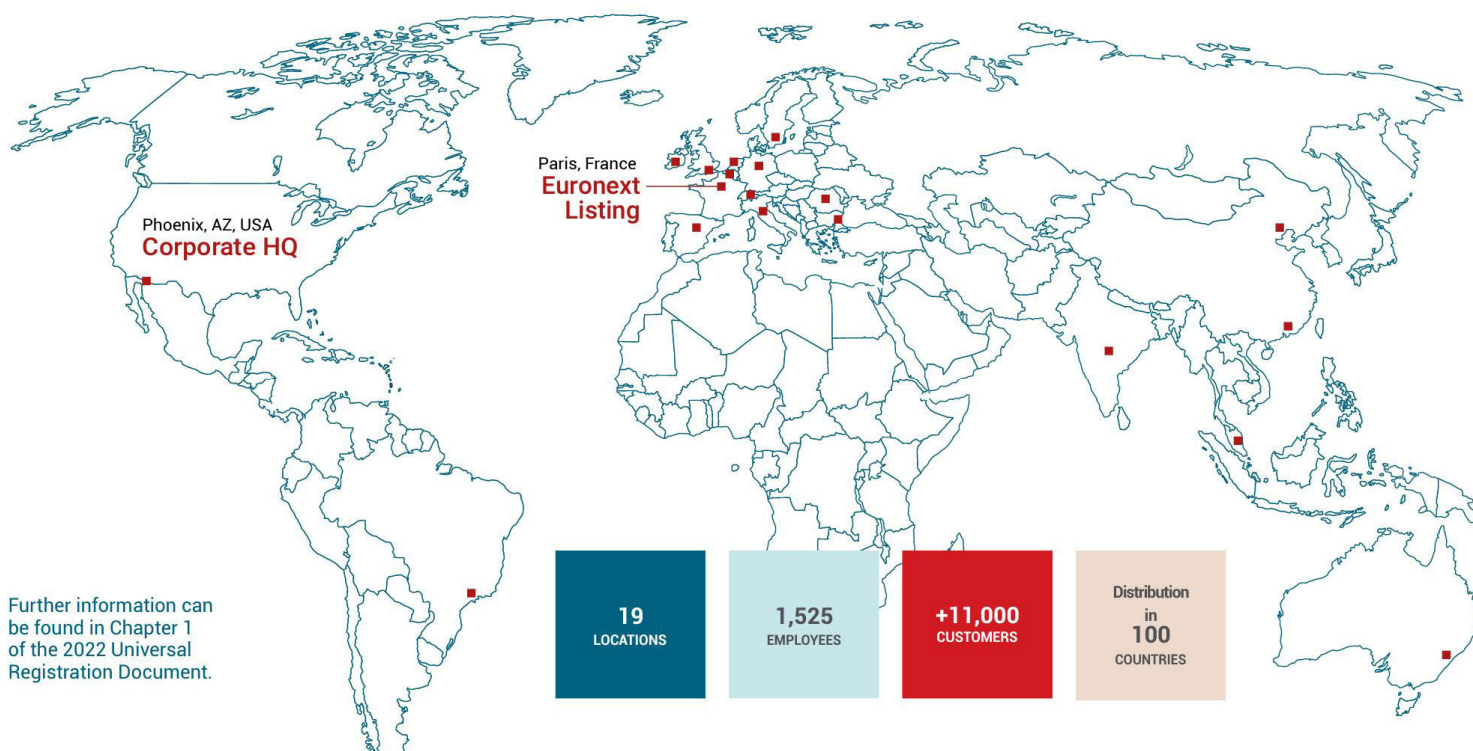 Paris, France
Euronext
Listing
Phoenix, AZ, USA
Corporate HQ
Further information can
be found in Chapter 1
of the 2022 Universal
Registration Document.
19
LOCATIONS
1,525
EMPLOYEES
+11,000
CUSTOMERS
Distribution
in
100
COUNTRIES